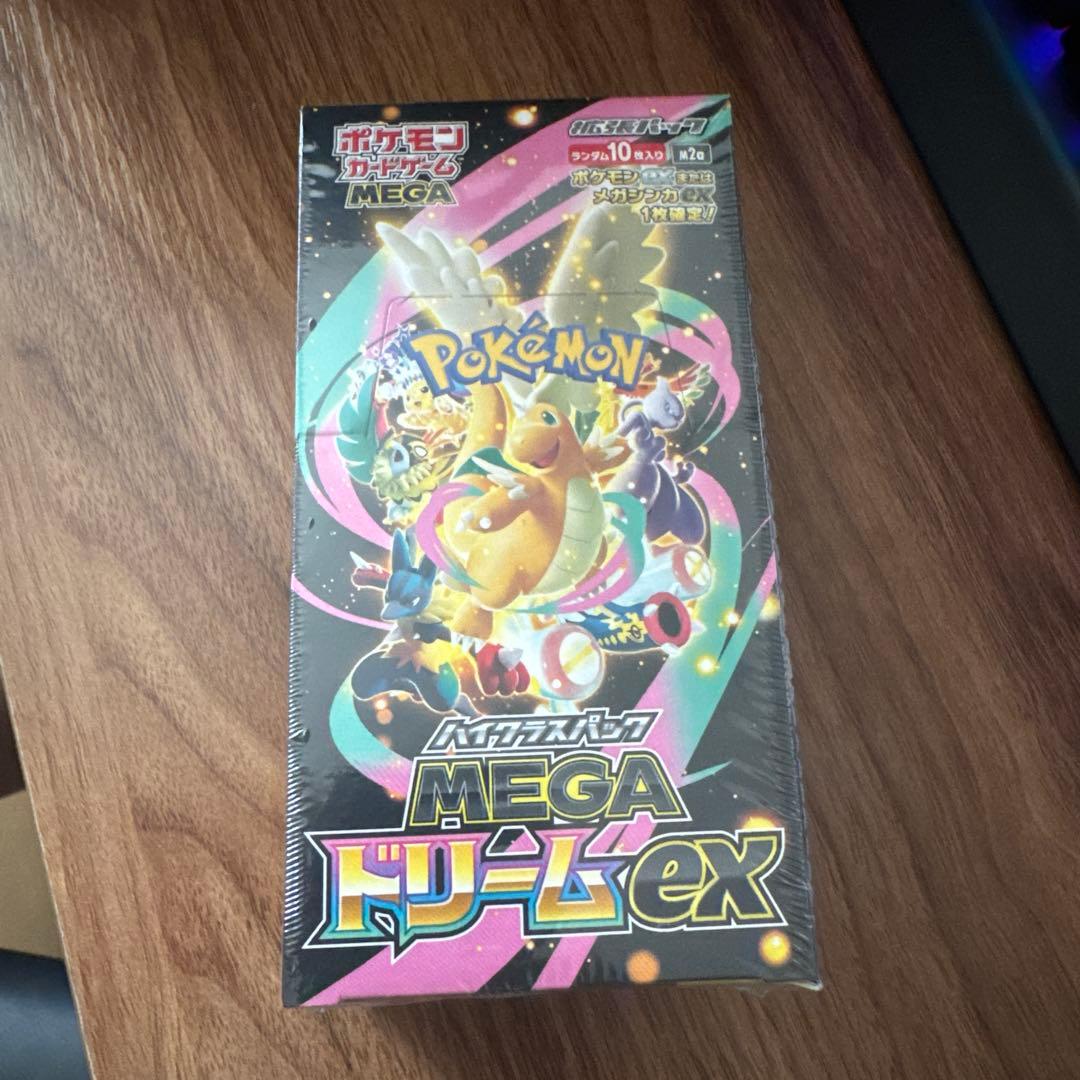 ポケモン
カードゲーム
MEGA
拡張パック
ランダム10枚入り M2a
ポケモンexまたは
メガシンカex
1枚確定!
POKéMON
ハイクラスパック
MEGA
ドリームex